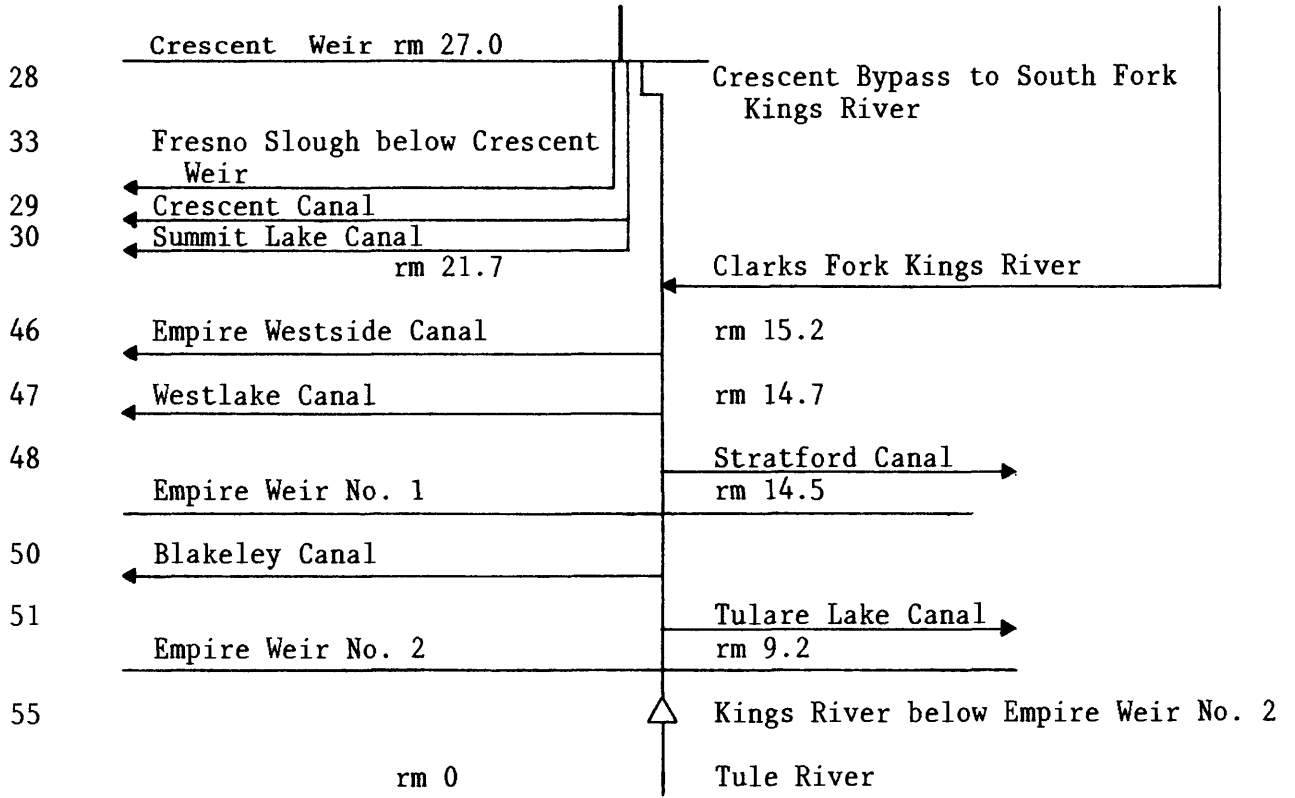 Crescent Weir rm 27.0
28 Crescent Bypass to South Fork
Kings River
33 Fresno Slough below Crescent
Weir
29 Crescent Canal
30 Summit Lake Canal
rm 21.7 Clarks Fork Kings River
46 Empire Westside Canal rm 15.2
47 Westlake Canal rm 14.7
48 Stratford Canal
Empire Weir No. 1 rm 14.5
50 Blakeley Canal
51 Tulare Lake Canal
Empire Weir No. 2 rm 9.2
55 Kings River below Empire Weir No. 2
rm 0 Tule River